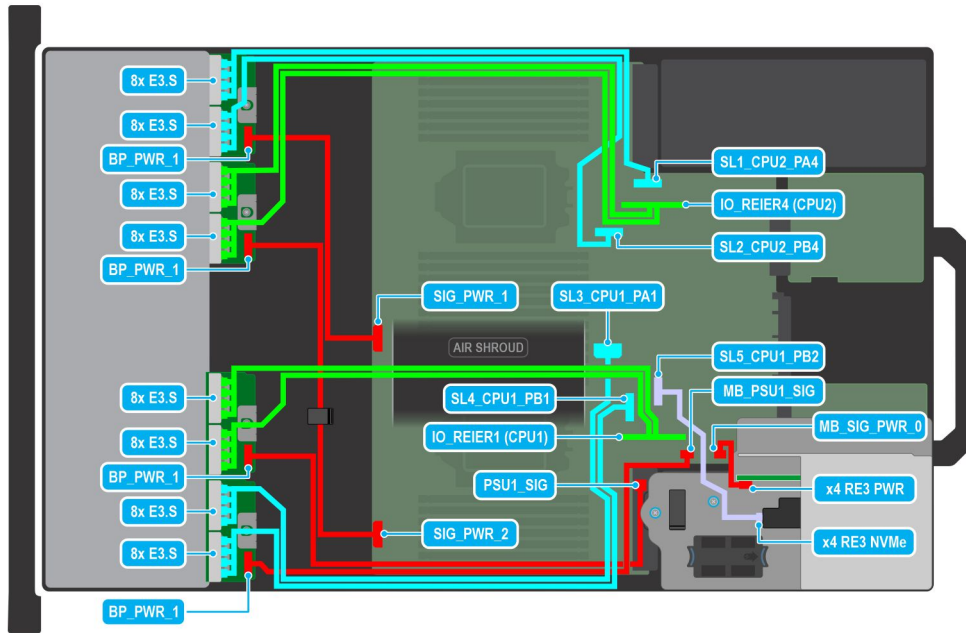 8x E3.S
8x E3.S
BP_PWR_1
8x E3.S
8x E3.S
BP_PWR_1
SL1_CPU2_PA4
IO_REIER4 (CPU2)
SL2_CPU2_PB4
SIG_PWR_1
SL3_CPU1_PA1
AIR SHROUD
SL5_CPU1_PB2
MB_PSU1_SIG
SL4_CPU1_PB1
MB_SIG_PWR_0
IO_REIER1 (CPU1)
8x E3.S
8x E3.S
BP_PWR_1
PSU1_SIG
x4 RE3 PWR
8x E3.S
8x E3.S
SIG_PWR_2
x4 RE3 NVMe
BP_PWR_1